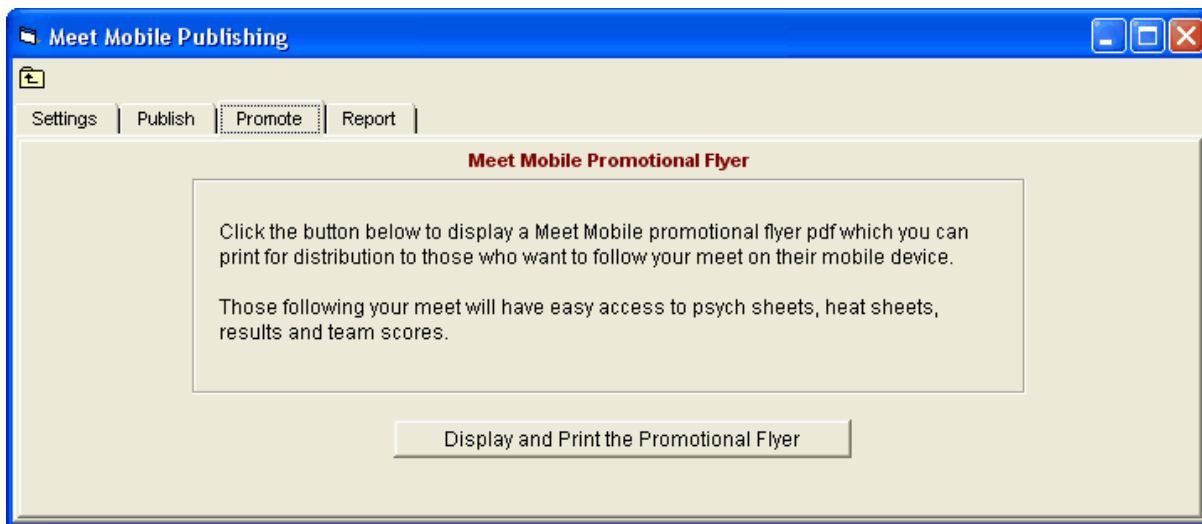 Meet Mobile Publishing
Settings Publish Promote Report
Meet Mobile Promotional Flyer
Click the button below to display a Meet Mobile promotional flyer pdf which you can
print for distribution to those who want to follow your meet on their mobile device.
Those following your meet will have easy access to psych sheets, heat sheets,
results and team scores.
Display and Print the Promotional Flyer